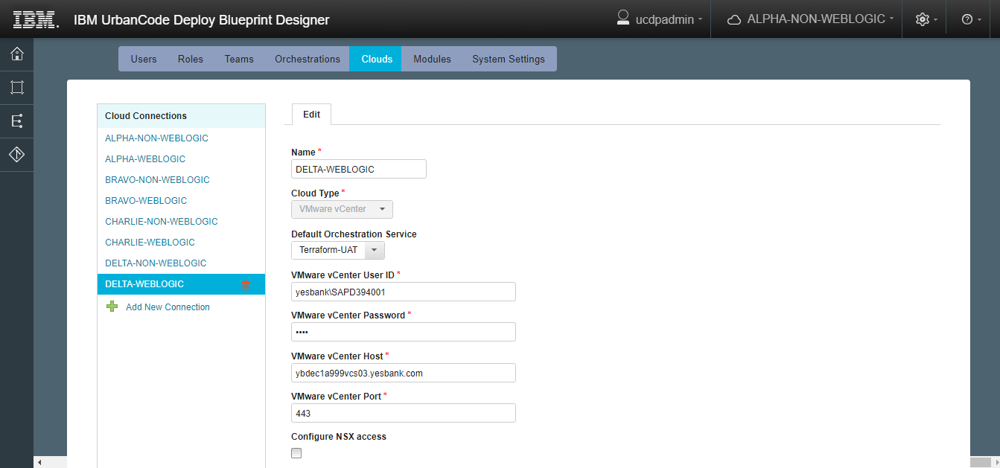 IBM. IBM UrbanCode Deploy Blueprint Designer ucdpadmin ALPHA-NON-WEBLOGIC ?
Users Roles Teams Orchestrations Clouds Modules System Settings
Cloud Connections
ALPHA-NON-WEBLOGIC
ALPHA-WEBLOGIC
BRAVO-NON-WEBLOGIC
BRAVO-WEBLOGIC
CHARLIE-NON-WEBLOGIC
CHARLIE-WEBLOGIC
DELTA-NON-WEBLOGIC
DELTA-WEBLOGIC
Add New Connection
Edit
Name *
DELTA-WEBLOGIC
Cloud Type *
VMware vCenter
Default Orchestration Service
Terraform-UAT
VMware vCenter User ID *
yesbank\SAPD394001
VMware vCenter Password *
••••
VMware vCenter Host *
ybdec1a999vcs03.yesbank.com
VMware vCenter Port *
443
Configure NSX access